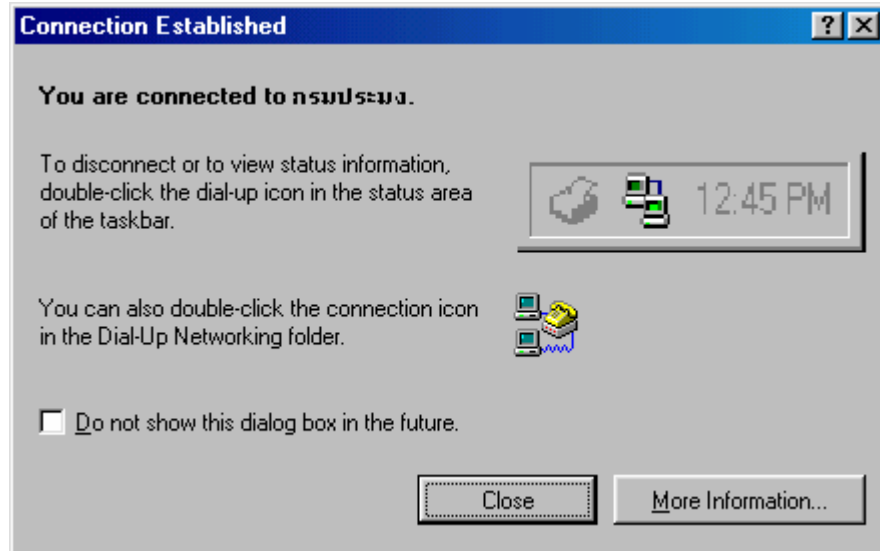 Connection Established
You are connected to กรมประมง.
To disconnect or to view status information,
double-click the dial-up icon in the status area
of the taskbar.
12:45 PM
You can also double-click the connection icon
in the Dial-Up Networking folder.
Do not show this dialog box in the future.
Close
More Information...